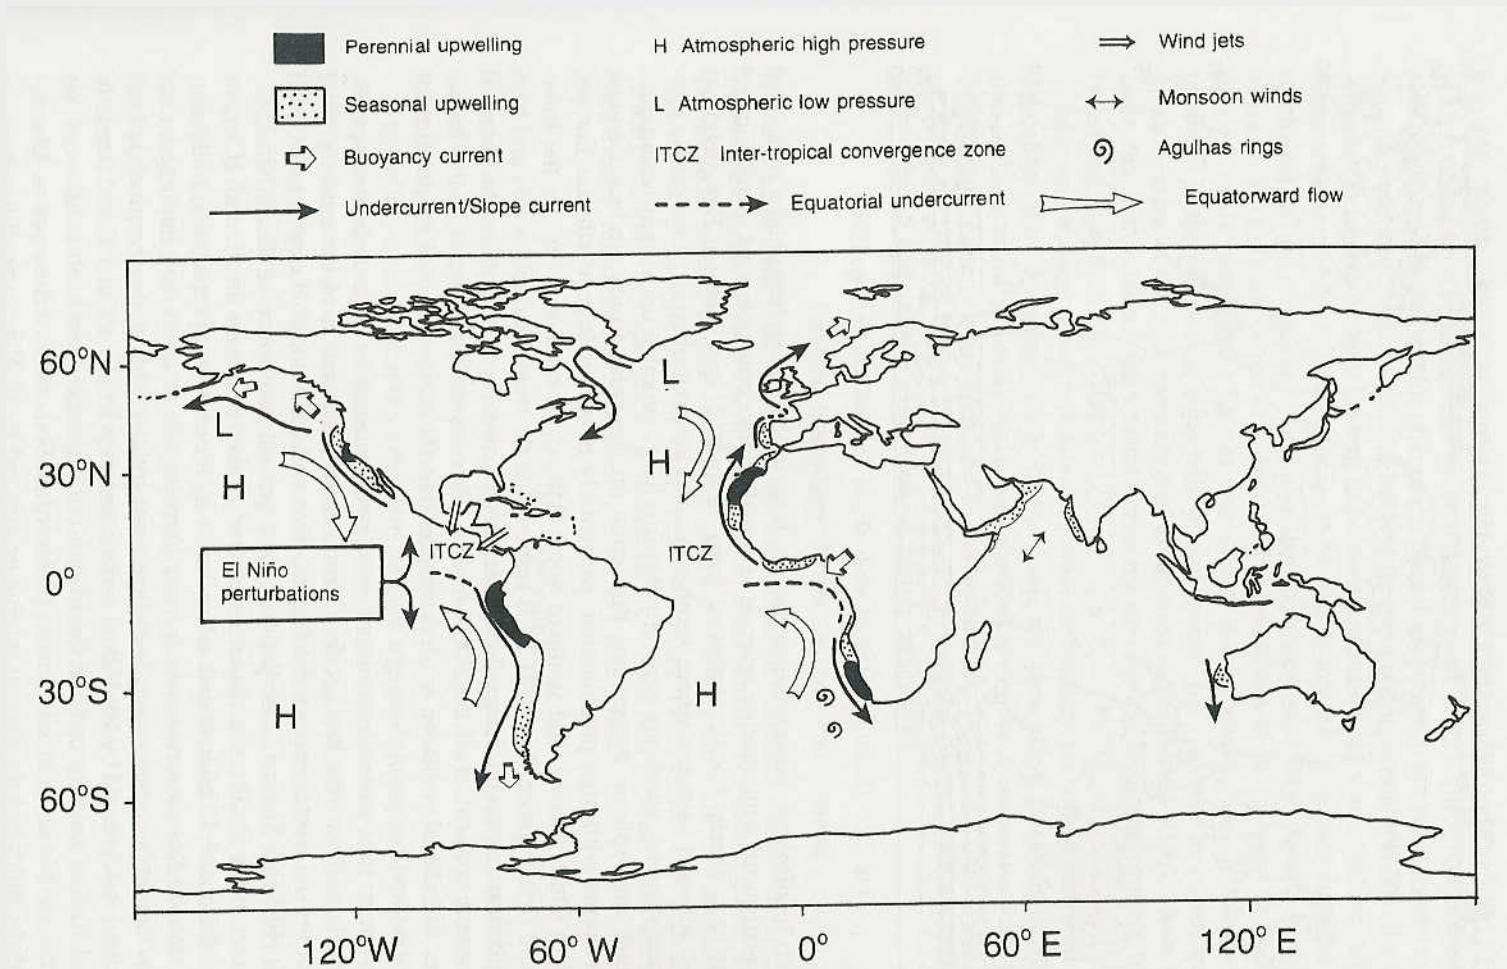 Perennial upwelling
Seasonal upwelling
Buoyancy current
Undercurrent/Slope current
H Atmospheric high pressure
L Atmospheric low pressure
ITCZ Inter-tropical convergence zone
Equatorial undercurrent
Wind jets
Monsoon winds
Agulhas rings
Equatorward flow
60°N
30°N
0°
30°S
60°S
L
H
L
H
ITCZ
ITCZ
El Niño
perturbations
H
H
120°W
60° W
0°
60° E
120° E